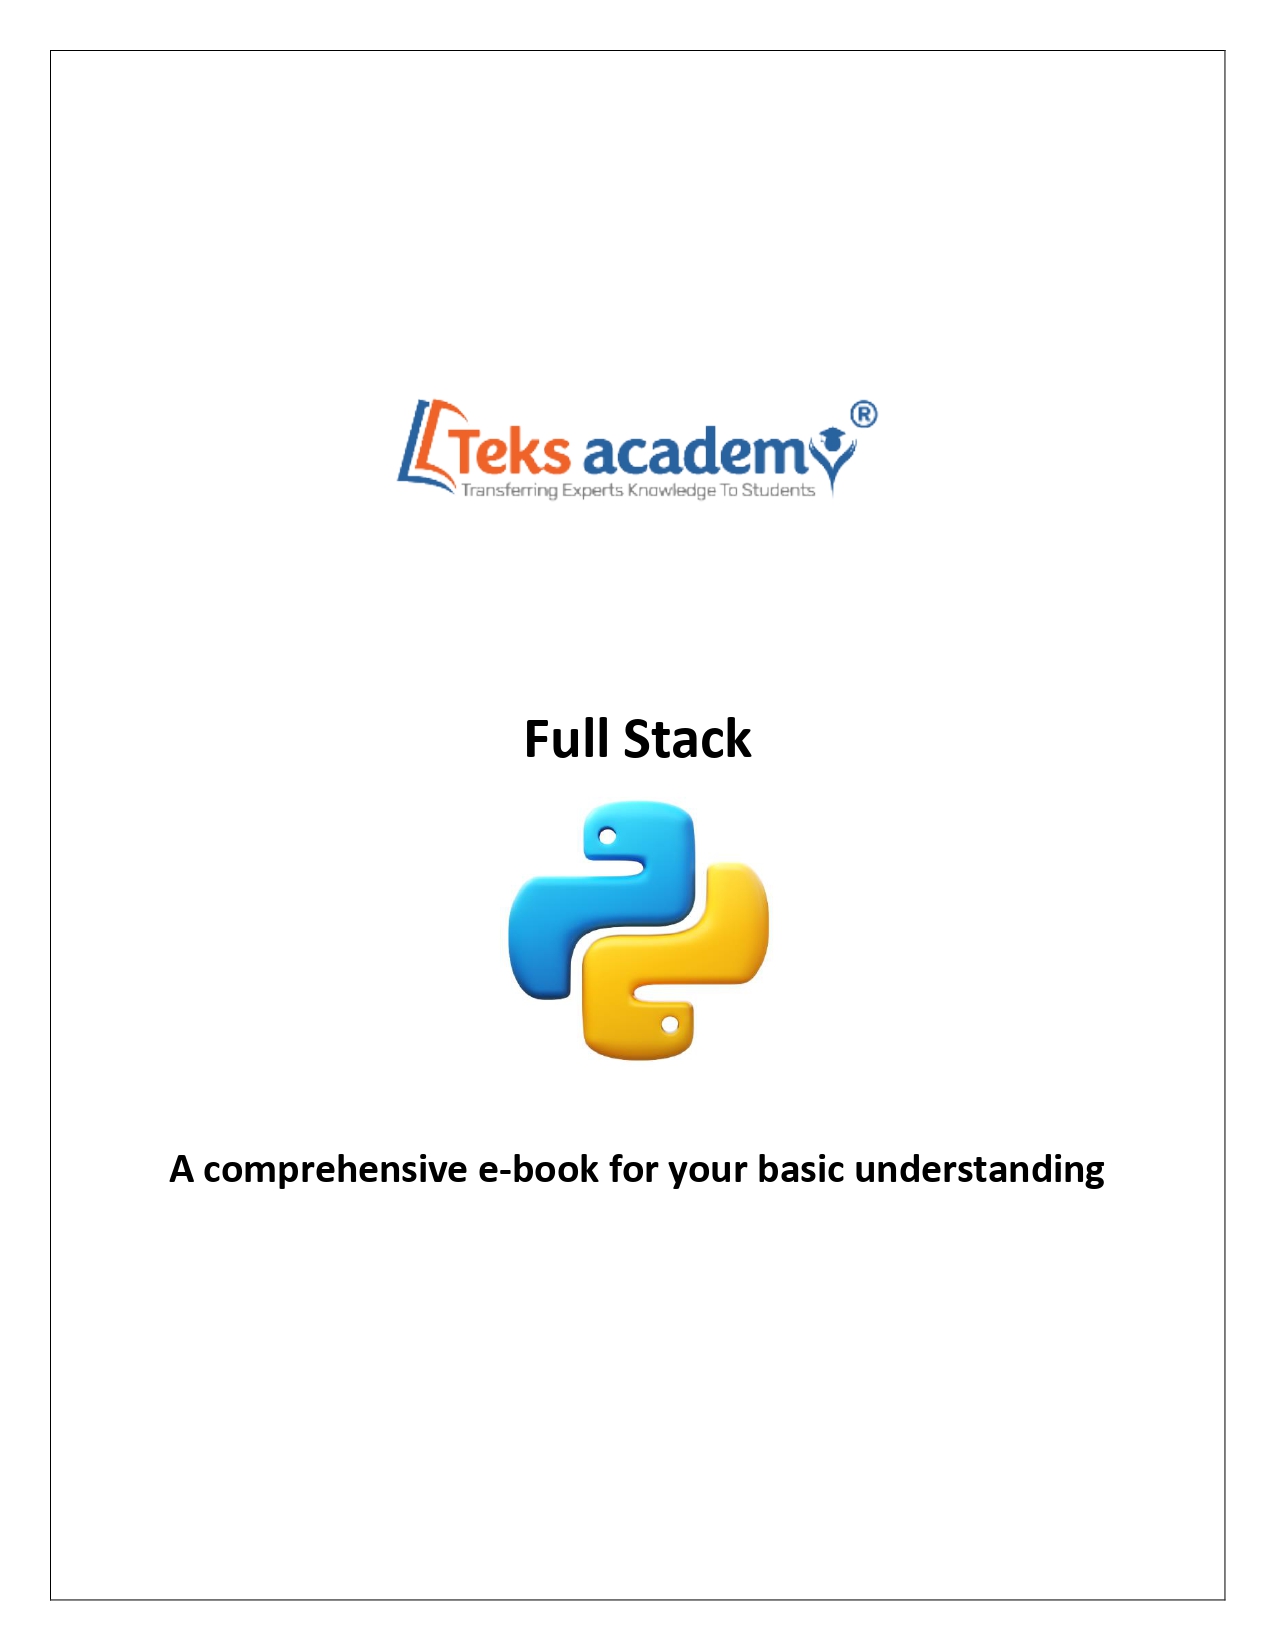 Teks academy®
Transferring Experts Knowledge To Students
Full Stack
A comprehensive e-book for your basic understanding